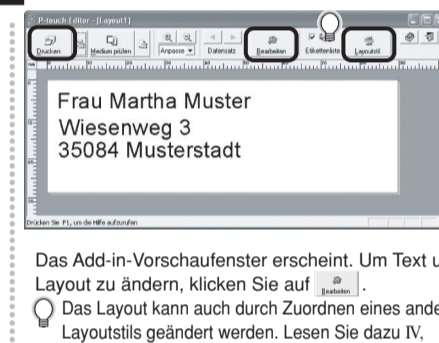 P-touch Editor - [Layout1]
Drucken Medium prüfen Anpasse Datensatz Bearbeiten Etikettenliste Layoutstil
Frau Martha Muster
Wiesenweg 3
35084 Musterstadt
Drücken Sie F1, um die Hilfe aufzurufen
Das Add-in-Vorschaufenster erscheint. Um Text u
Layout zu ändern, klicken Sie auf Bearbeiten .
Das Layout kann auch durch Zuordnen eines ande
Layoutstils geändert werden. Lesen Sie dazu IV,